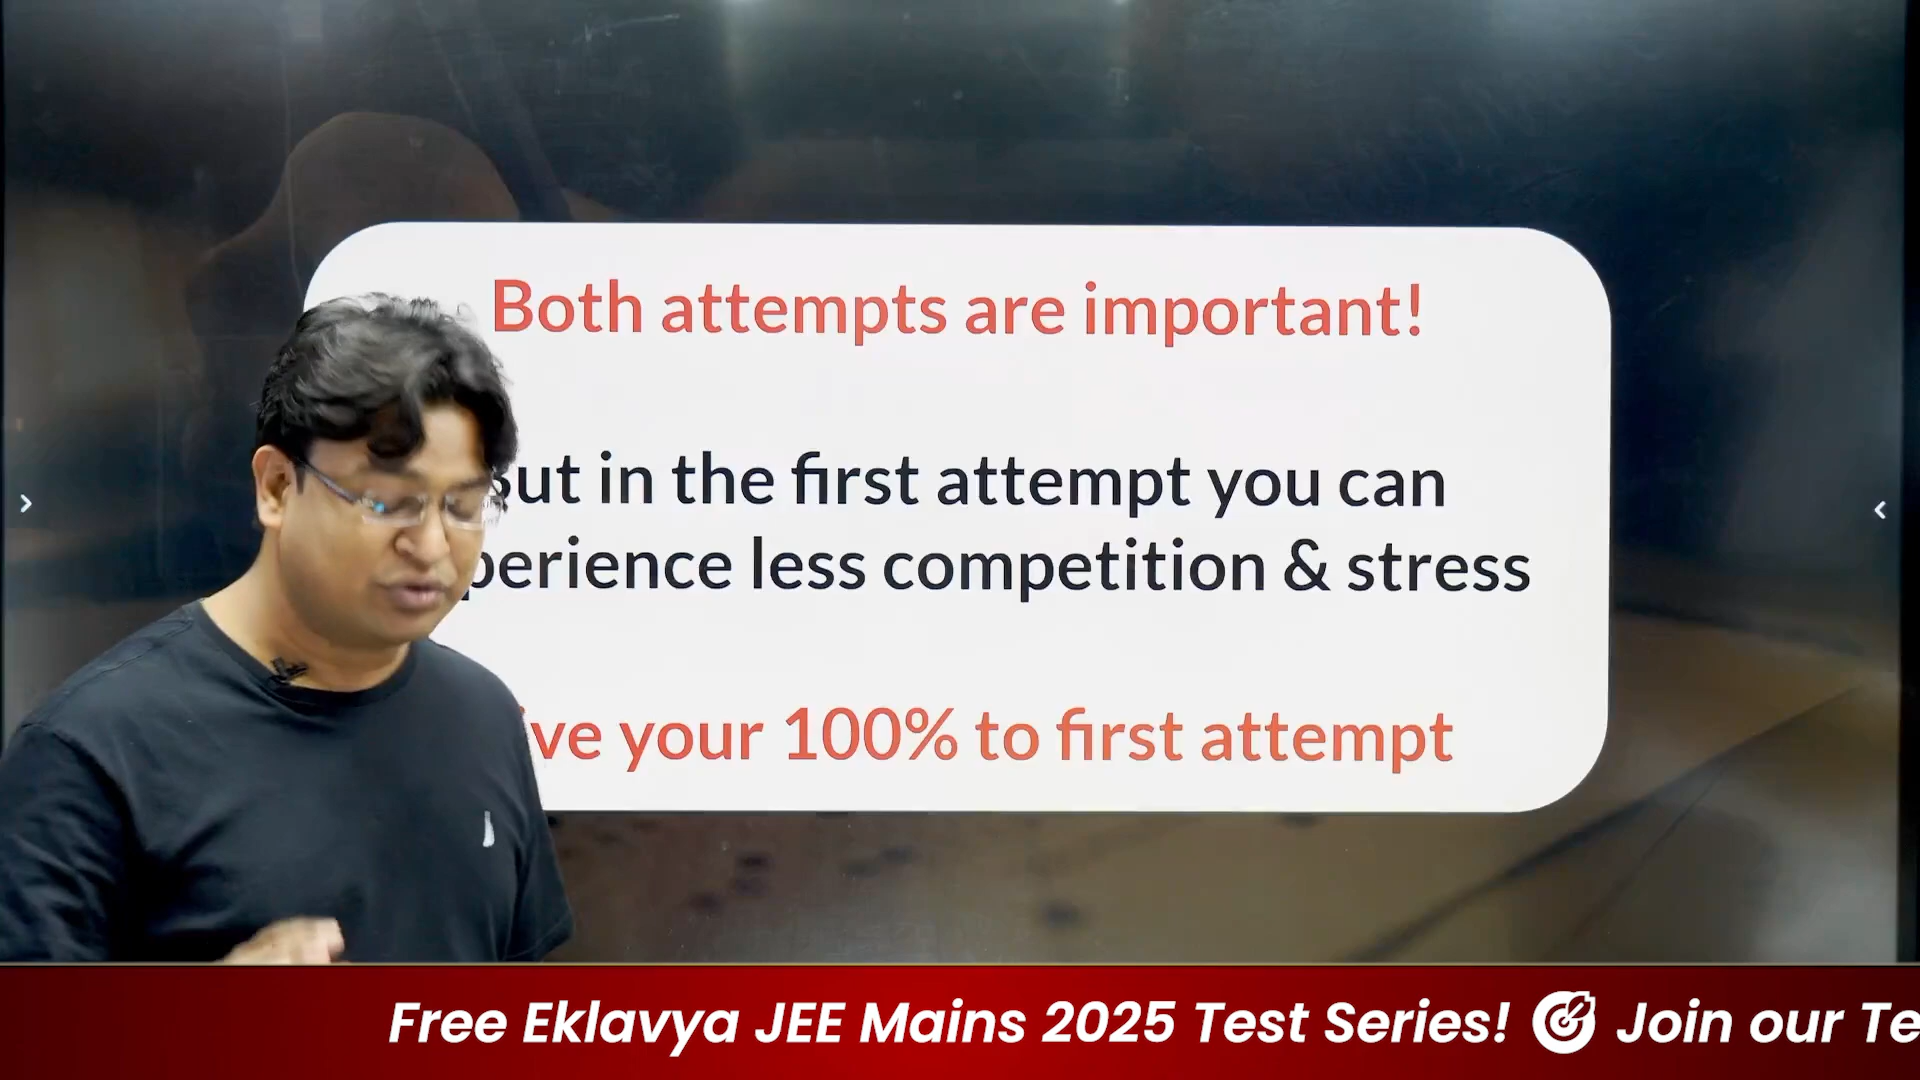 Both attempts are important!
But in the first attempt you can
perience less competition & stress
ive your 100% to first attempt
Free Eklavya JEE Mains 2025 Test Series! Join our Te